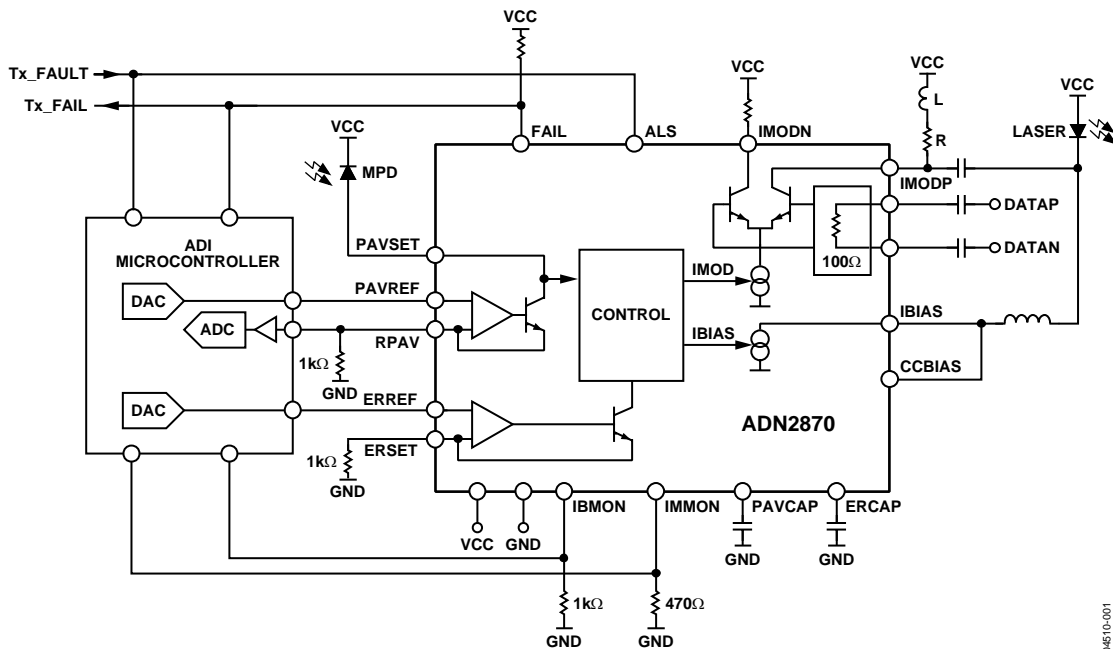 VCC
Tx_FAULT
Tx_FAIL
VCC
VCC
VCC
L
R
LASER
VCC
MPD
FAIL
ALS
IMODN
IMODP
ADI
MICROCONTROLLER
PAVSET
DATAP
DATAN
100Ω
IMOD
DAC
PAVREF
CONTROL
ADC
RPAV
IBIAS
IBIAS
1kΩ
GND
CCBIAS
DAC
ERREF
ADN2870
ERSET
1kΩ
GND
IBMON
IMMON
PAVCAP
ERCAP
VCC
GND
GND
GND
1kΩ
470Ω
GND
GND
04510-001